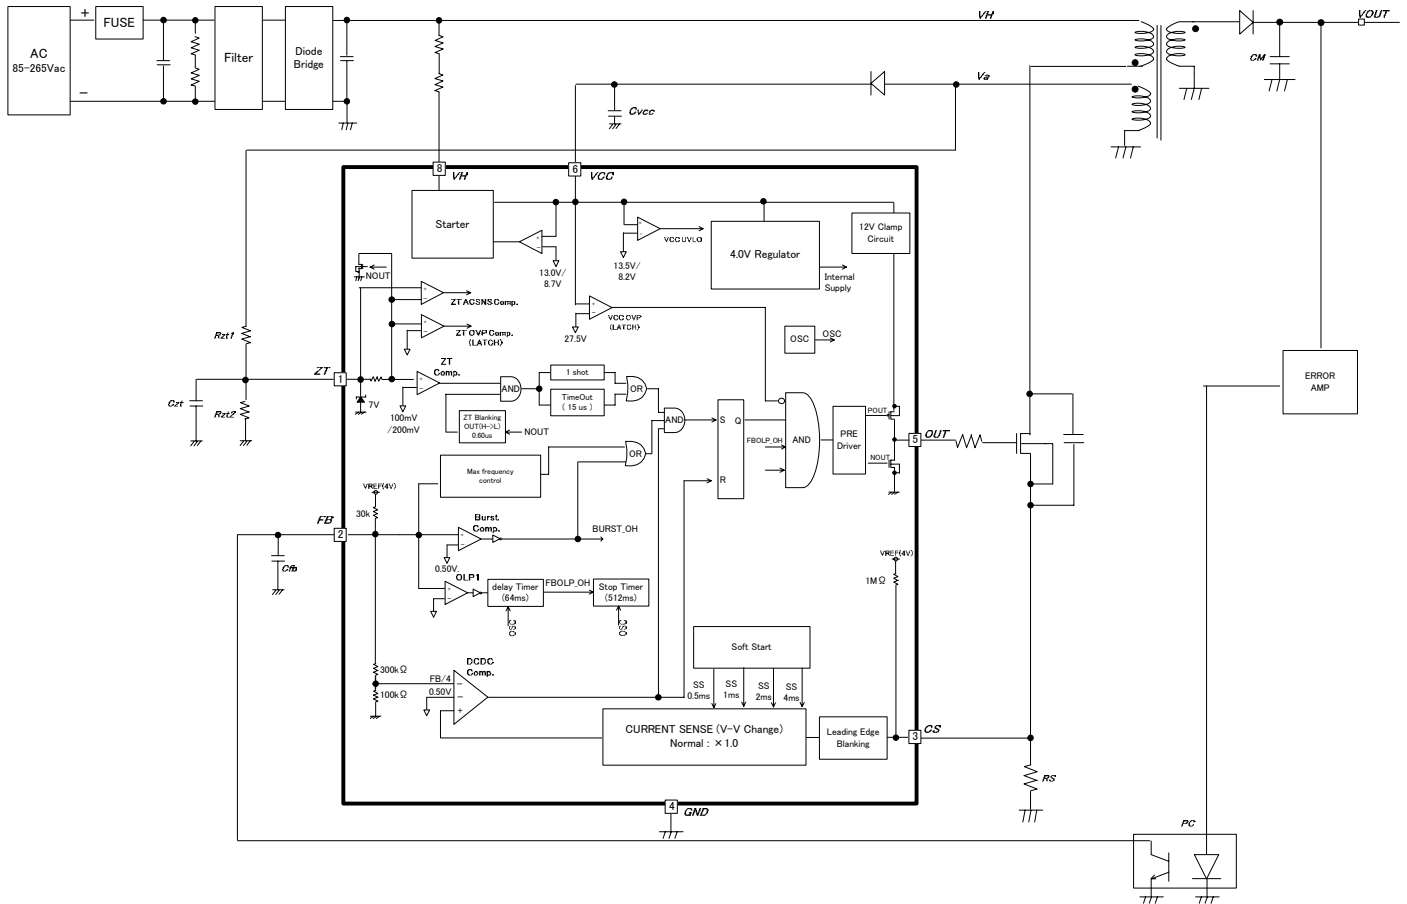 AC
85-265Vac
+
−
FUSE
Filter
Diode
Bridge
VH
VOUT
CM
Va
Cvcc
8
VH
6
VCC
Starter
13.0V/
8.7V
13.5V/
8.2V
VCC UVLO
4.0V Regulator
Internal
Supply
12V Clamp
Circuit
NOUT
ZT ACSNS Comp.
ZT OVP Comp.
(LATCH)
VCC OVP
(LATCH)
27.5V
OSC
OSC
Rzt1
ZT
1
Czt
Rzt2
7V
ZT
Comp.
100mV
/200mV
AND
1 shot
TimeOut
( 15 us )
OR
ZT Blanking
OUT(H->L)
0.60us
NOUT
AND
OR
Max frequency
control
S
Q
R
FBOLP_OH
AND
PRE
Driver
POUT
NOUT
5
OUT
ERROR
AMP
VREF(4V)
30k
FB
2
Cfb
Burst
Comp.
0.50V.
BURST_OH
OLP1
delay Timer
(64ms)
FBOLP_OH
Stop Timer
(512ms)
OSC
OSC
VREF(4V)
1MΩ
300kΩ
100kΩ
FB/4
0.50V
DCDC
Comp.
−
−
+
Soft Start
SS
0.5ms
SS
1ms
SS
2ms
SS
4ms
CURRENT SENSE (V-V Change)
Normal : ×1.0
Leading Edge
Blanking
3
CS
RS
4
GND
PC